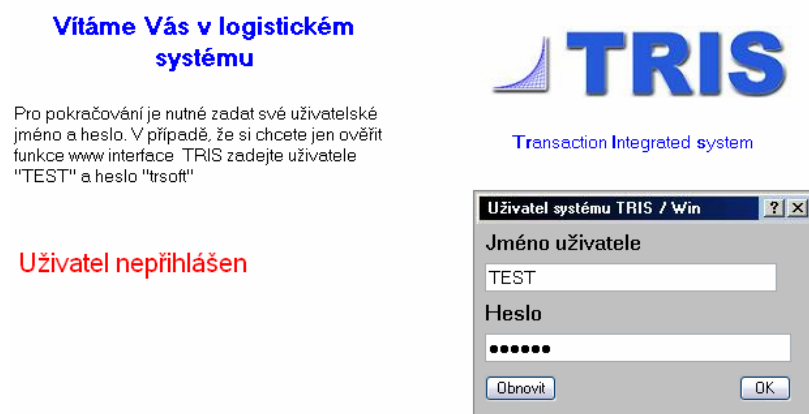 Vítáme Vás v logistickém
systému
Pro pokračování je nutné zadat své uživatelské
jméno a heslo. V případě, že si chcete jen ověřit
funkce www interface TRIS zadejte uživatele
"TEST" a heslo "trsoft"
Uživatel nepřihlášen
TRIS
Transaction Integrated system
Uživatel systému TRIS / Win
Jméno uživatele
TEST
Heslo
●●●●●●
Obnovit OK